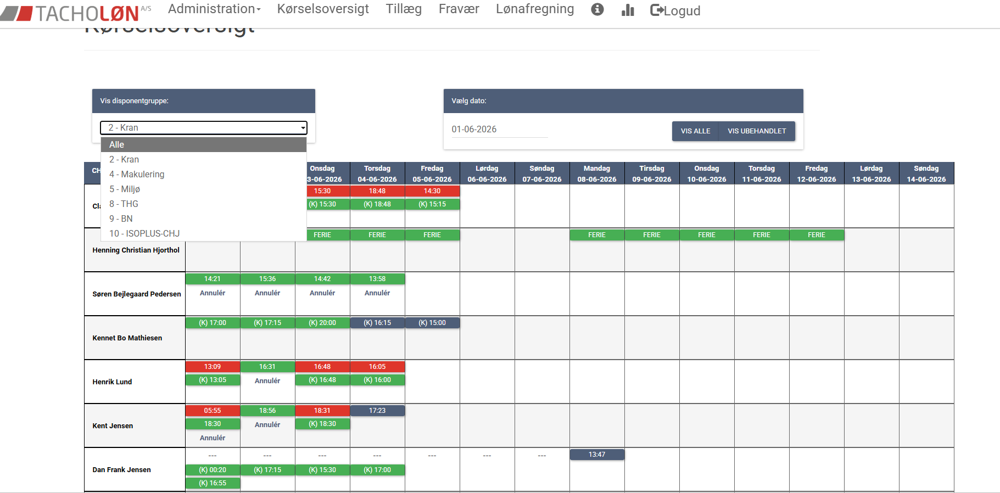 TACHOLØN A/S Administration Kørselsoversigt Tillæg Fravær Lønafregning Logud
Kørselsoversigt
Vis disponentgruppe:
Vælg dato:
2 - Kran
01-06-2026
VIS ALLE VIS UBEHANDLET
Alle
2 - Kran
4 - Makulering
5 - Miljø
8 - THG
9 - BN
10 - ISOPLUS-CHJ
Onsdag Torsdag Fredag Lørdag Søndag Mandag Tirsdag Onsdag Torsdag Fredag Lørdag Søndag
3-06-2026 04-06-2026 05-06-2026 06-06-2026 07-06-2026 08-06-2026 09-06-2026 10-06-2026 11-06-2026 12-06-2026 13-06-2026 14-06-2026
15:30 18:48 14:30
(K) 15:30 (K) 18:48 (K) 15:15
FERIE FERIE FERIE FERIE FERIE FERIE FERIE FERIE
Henning Christian Hjorthol
14:21 15:36 14:42 13:58
Annulér Annulér Annulér Annulér
Søren Bejlegaard Pedersen
(K) 17:00 (K) 17:15 (K) 20:00 (K) 16:15 (K) 15:00
Kennet Bo Mathiesen
13:09 16:31 16:48 16:05
Henrik Lund
(K) 13:05 Annulér (K) 16:48 (K) 16:00
05:55 18:56 18:31 17:23
Kent Jensen
18:30 Annulér (K) 18:30
Annulér
--- --- --- --- --- --- --- 13:47
Dan Frank Jensen
(K) 00:20 (K) 17:15 (K) 15:30 (K) 17:00
(K) 16:55